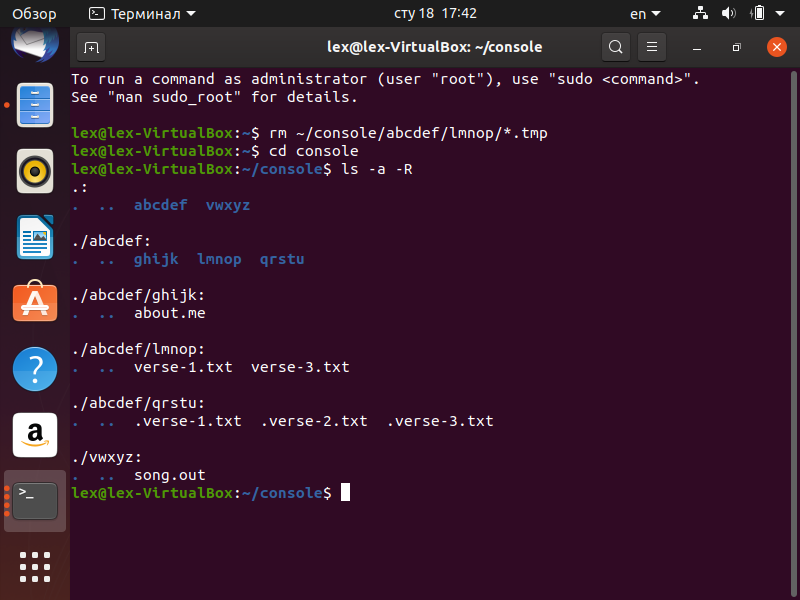 Обзор Терминал сту 18 17:42 en
lex@lex-VirtualBox: ~/console
To run a command as administrator (user "root"), use "sudo <command>".
See "man sudo_root" for details.
lex@lex-VirtualBox:~$ rm ~/console/abcdef/lmnop/*.tmp
lex@lex-VirtualBox:~$ cd console
lex@lex-VirtualBox:~/console$ ls -a -R
.:
. .. abcdef vwxyz
./abcdef:
. .. ghijk lmnop qrstu
./abcdef/ghijk:
. .. about.me
./abcdef/lmnop:
. .. verse-1.txt verse-3.txt
./abcdef/qrstu:
. .. .verse-1.txt .verse-2.txt .verse-3.txt
./vwxyz:
. .. song.out
lex@lex-VirtualBox:~/console$